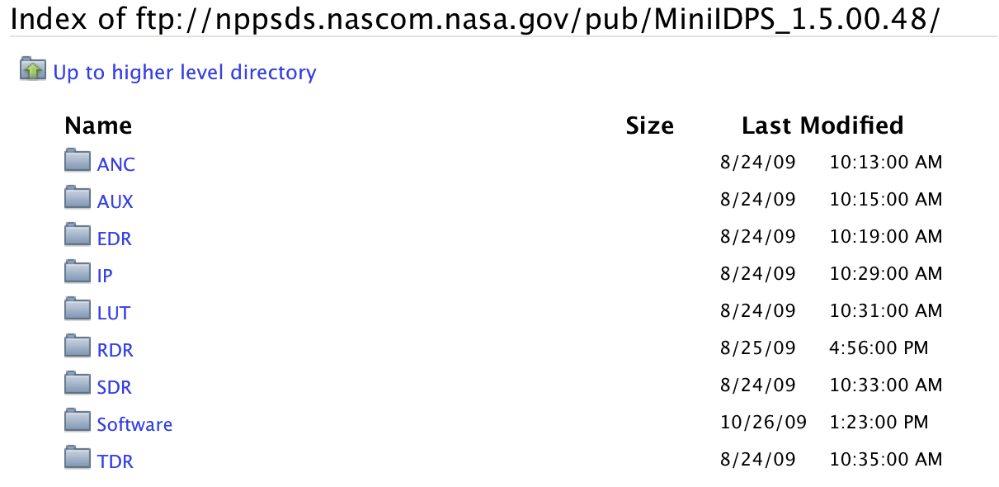 Index of ftp://nppsds.nascom.nasa.gov/pub/MiniIDPS_1.5.00.48/
Up to higher level directory
Name Size Last Modified
ANC 8/24/09 10:13:00 AM
AUX 8/24/09 10:15:00 AM
EDR 8/24/09 10:19:00 AM
IP 8/24/09 10:29:00 AM
LUT 8/24/09 10:31:00 AM
RDR 8/25/09 4:56:00 PM
SDR 8/24/09 10:33:00 AM
Software 10/26/09 1:23:00 PM
TDR 8/24/09 10:35:00 AM